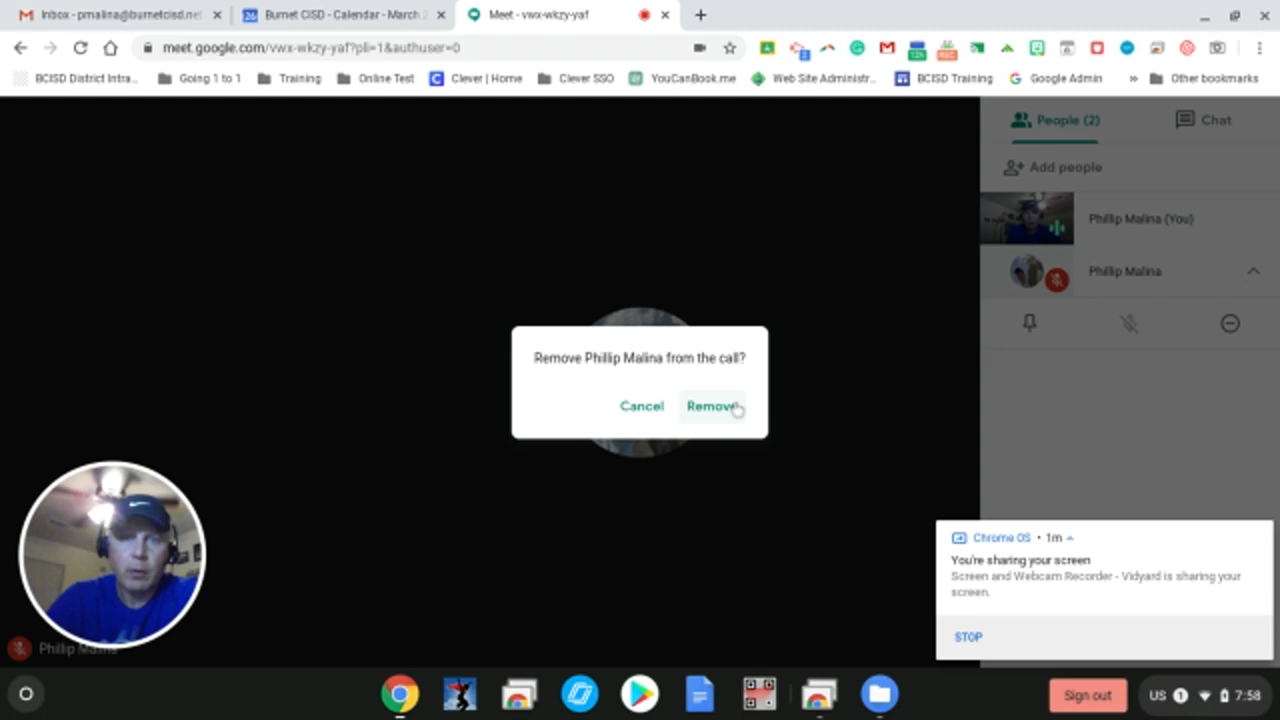 Inbox - pmalina@burnetcisd.net
Burnet CISD - Calendar - March 2
Meet - vwx-wkzy-yaf
meet.google.com/vwx-wkzy-yaf?pli=1&authuser=0
BCISD District Intra...
Going 1 to 1
Training
Online Test
Clever | Home
Clever SSO
YouCanBook.me
Web Site Administr...
BCISD Training
Google Admin
Other bookmarks
People (2)
Chat
Add people
Phillip Malina (You)
Phillip Malina
Remove Phillip Malina from the call?
Cancel
Remove
Chrome OS • 1m
You're sharing your screen
Screen and Webcam Recorder - Vidyard is sharing your
screen.
STOP
Phillip Malina
Sign out
US
1
7:58